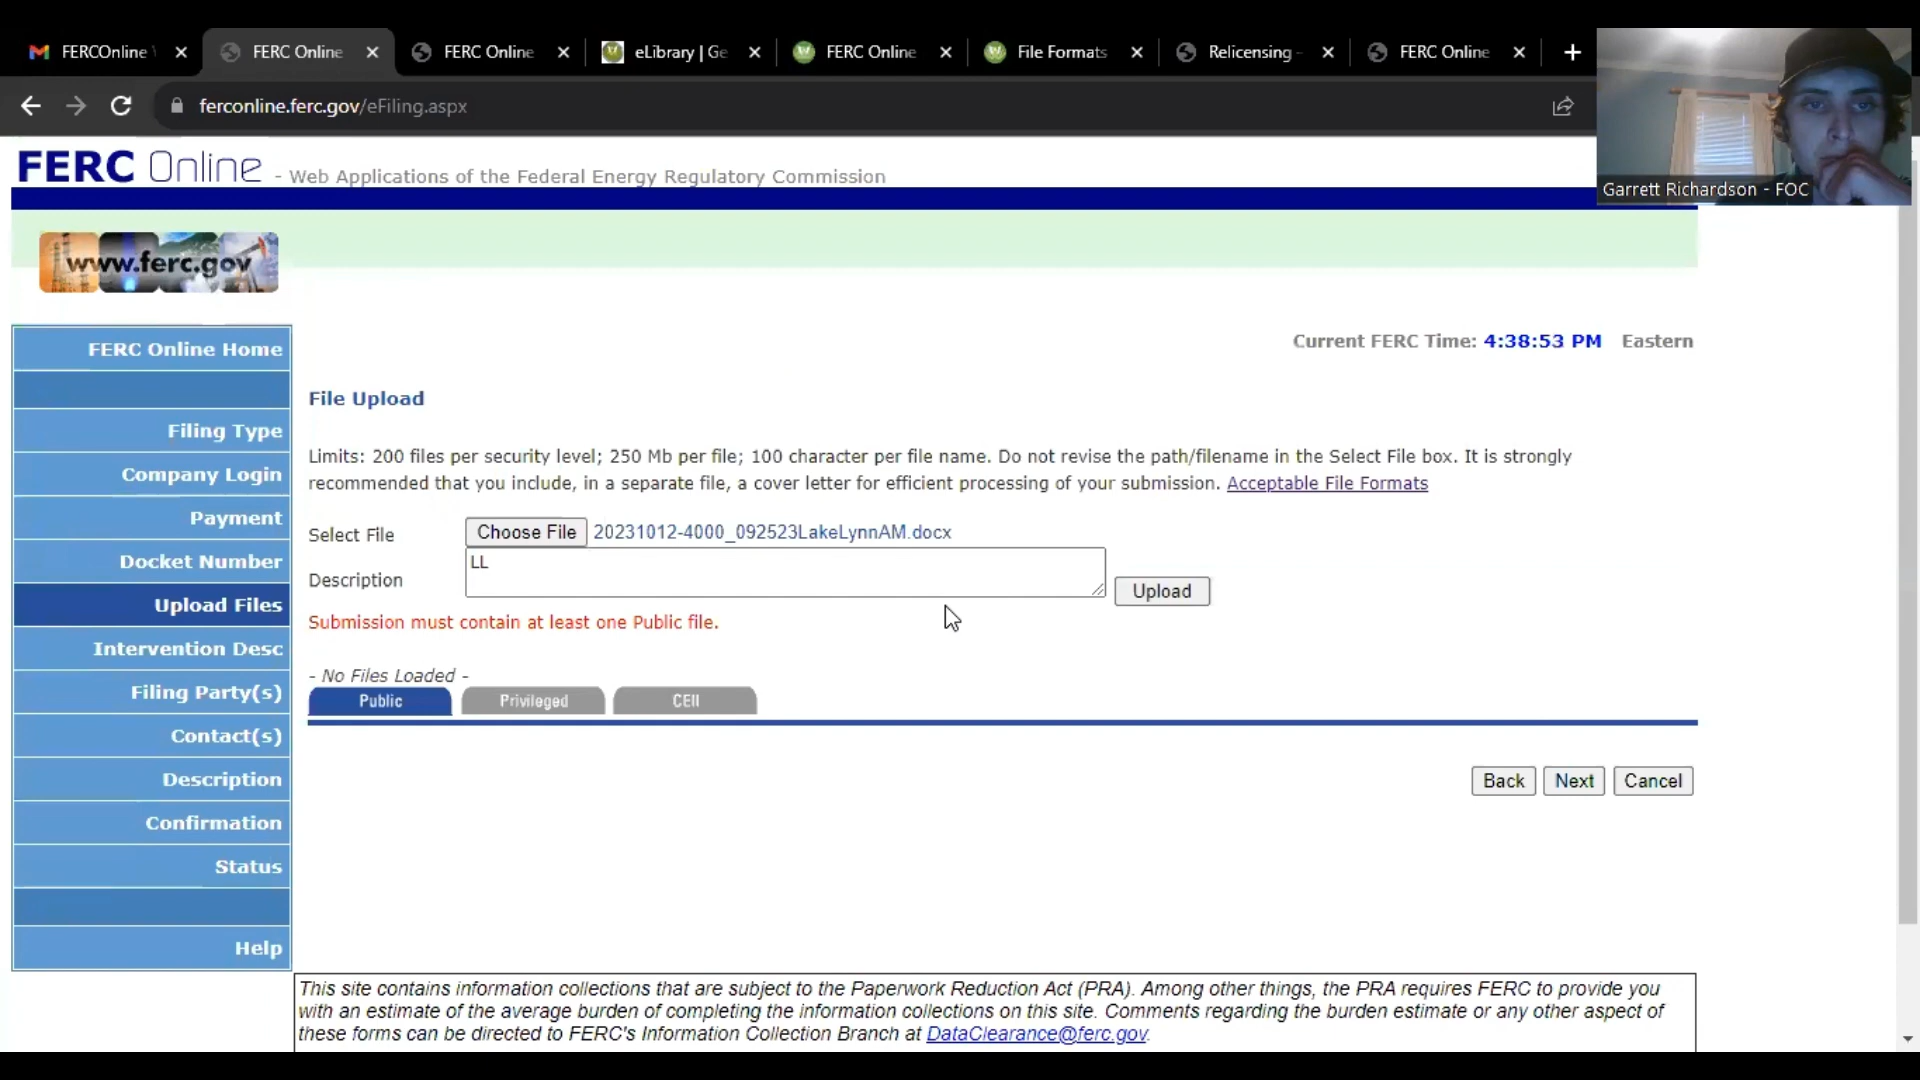 FERCOnline
FERC Online
FERC Online
eLibrary | Ge
FERC Online
File Formats
Relicensing -
FERC Online
ferconline.ferc.gov/eFiling.aspx
Garrett Richardson - FOC
FERC Online - Web Applications of the Federal Energy Regulatory Commission
www.ferc.gov
Current FERC Time: 4:38:53 PM Eastern
FERC Online Home
Filing Type
Company Login
Payment
Docket Number
Upload Files
Intervention Desc
Filing Party(s)
Contact(s)
Description
Confirmation
Status
Help
File Upload
Limits: 200 files per security level; 250 Mb per file; 100 character per file name. Do not revise the path/filename in the Select File box. It is strongly
recommended that you include, in a separate file, a cover letter for efficient processing of your submission. Acceptable File Formats
Select File Choose File 20231012-4000_092523LakeLynnAM.docx
LL
Description
Upload
Submission must contain at least one Public file.
- No Files Loaded -
Public Privileged CEII
Back Next Cancel
This site contains information collections that are subject to the Paperwork Reduction Act (PRA). Among other things, the PRA requires FERC to provide you
with an estimate of the average burden of completing the information collections on this site. Comments regarding the burden estimate or any other aspect of
these forms can be directed to FERC's Information Collection Branch at DataClearance@ferc.gov.